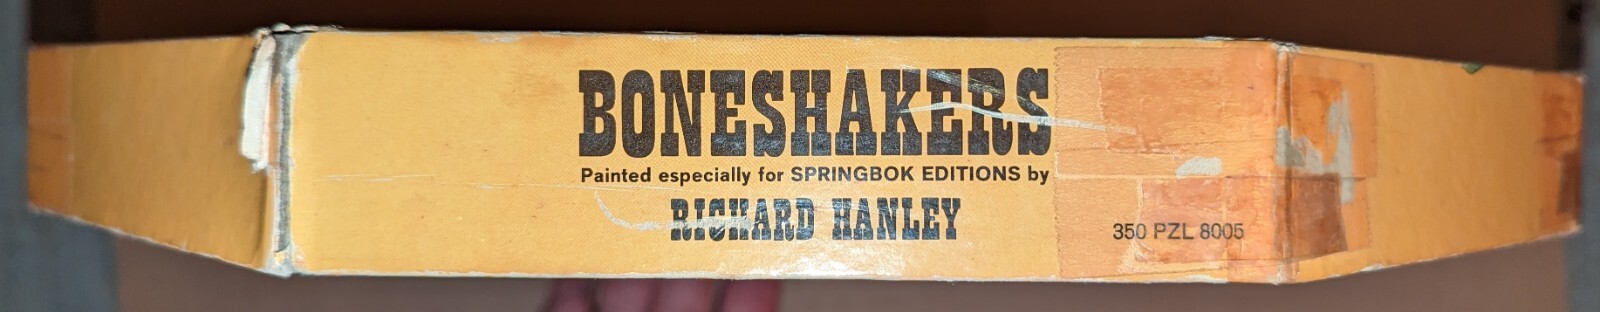 BONESHAKERS
Painted especially for SPRINGBOK EDITIONS by
RICHARD HANLEY
350 PZL 8005